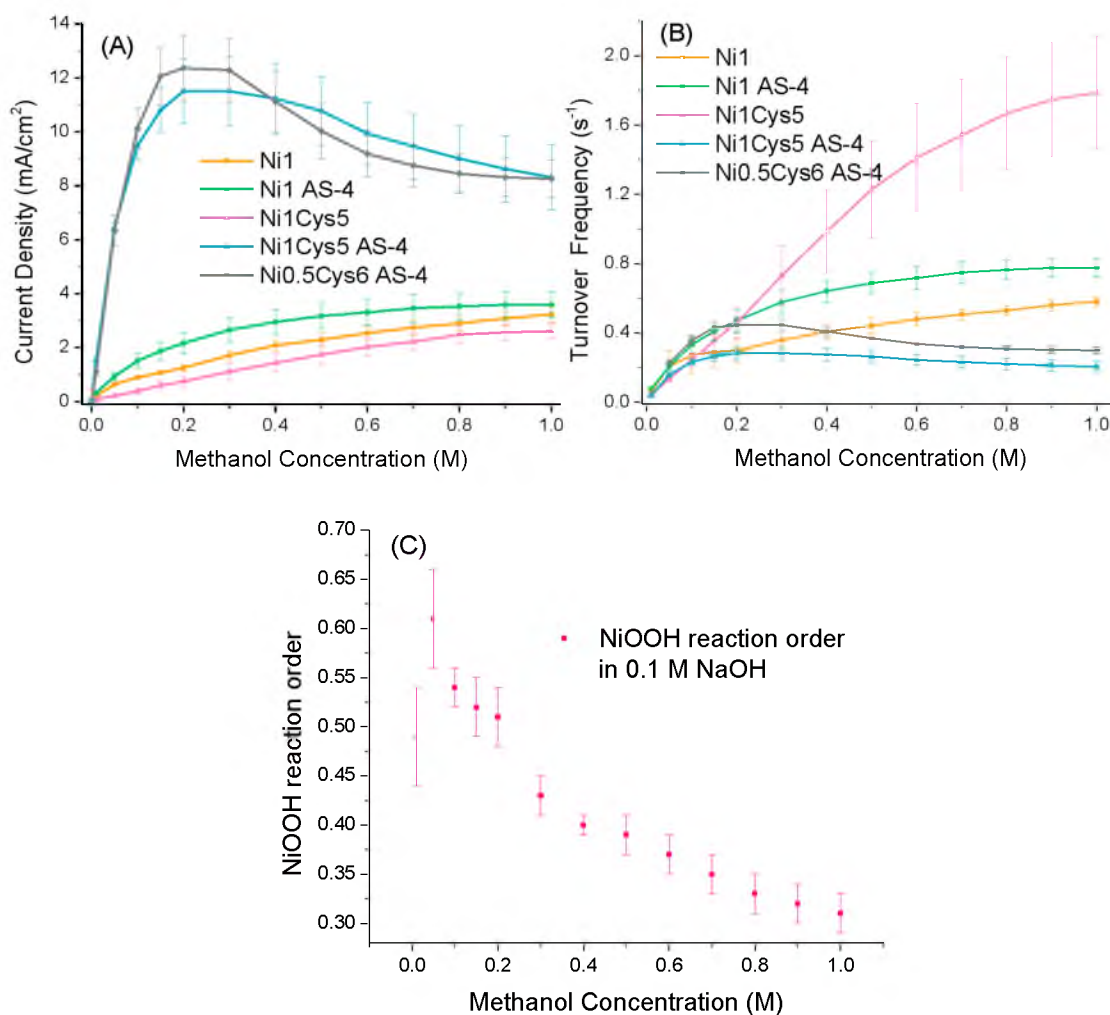 (A)
14
12
10
8
6
4
2
0
Current Density (mA/cm²)
Ni1
Ni1 AS-4
Ni1Cys5
Ni1Cys5 AS-4
Ni0.5Cys6 AS-4
0.0 0.2 0.4 0.6 0.8 1.0
Methanol Concentration (M)
(B)
2.0
1.6
1.2
0.8
0.4
0.0
Turnover Frequency (s⁻¹)
Ni1
Ni1 AS-4
Ni1Cys5
Ni1Cys5 AS-4
Ni0.5Cys6 AS-4
0.0 0.2 0.4 0.6 0.8 1.0
Methanol Concentration (M)
(C)
0.70
0.65
0.60
0.55
0.50
0.45
0.40
0.35
0.30
NiOOH reaction order
NiOOH reaction order
in 0.1 M NaOH
0.0 0.2 0.4 0.6 0.8 1.0
Methanol Concentration (M)